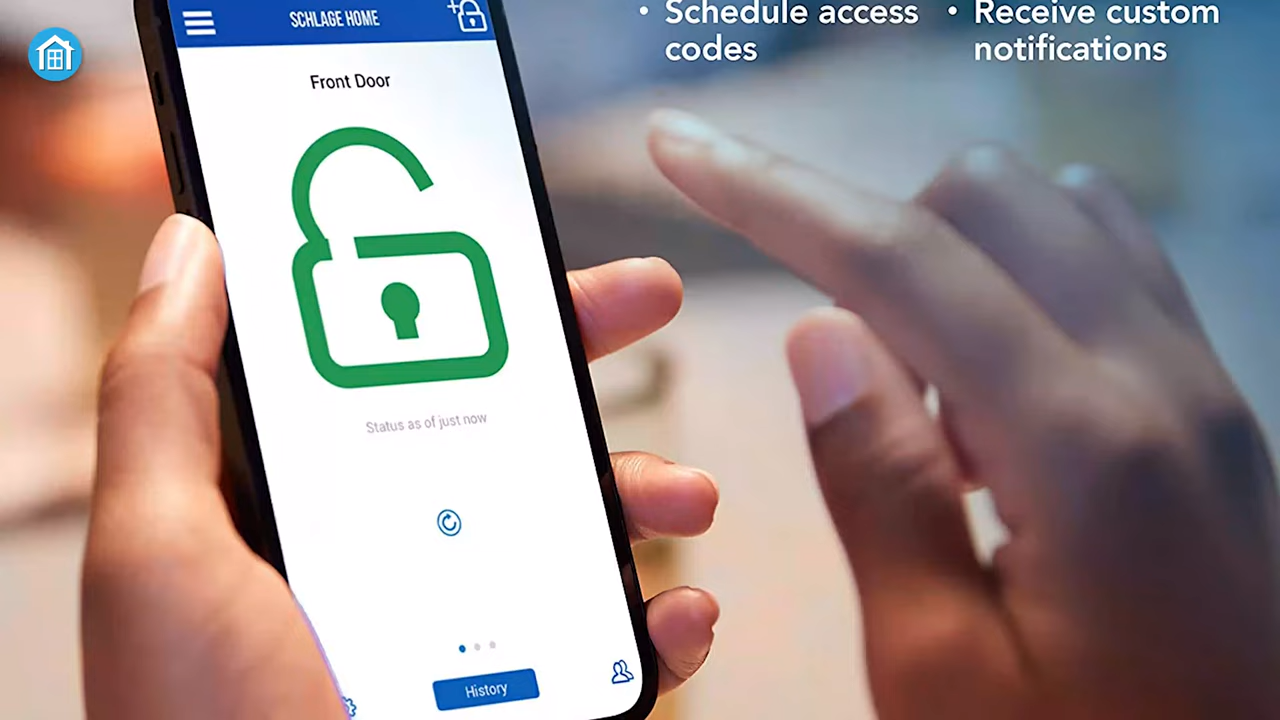 • Schedule access
codes
• Receive custom
notifications
SCHLAGE HOME
Front Door
Status as of just now
History